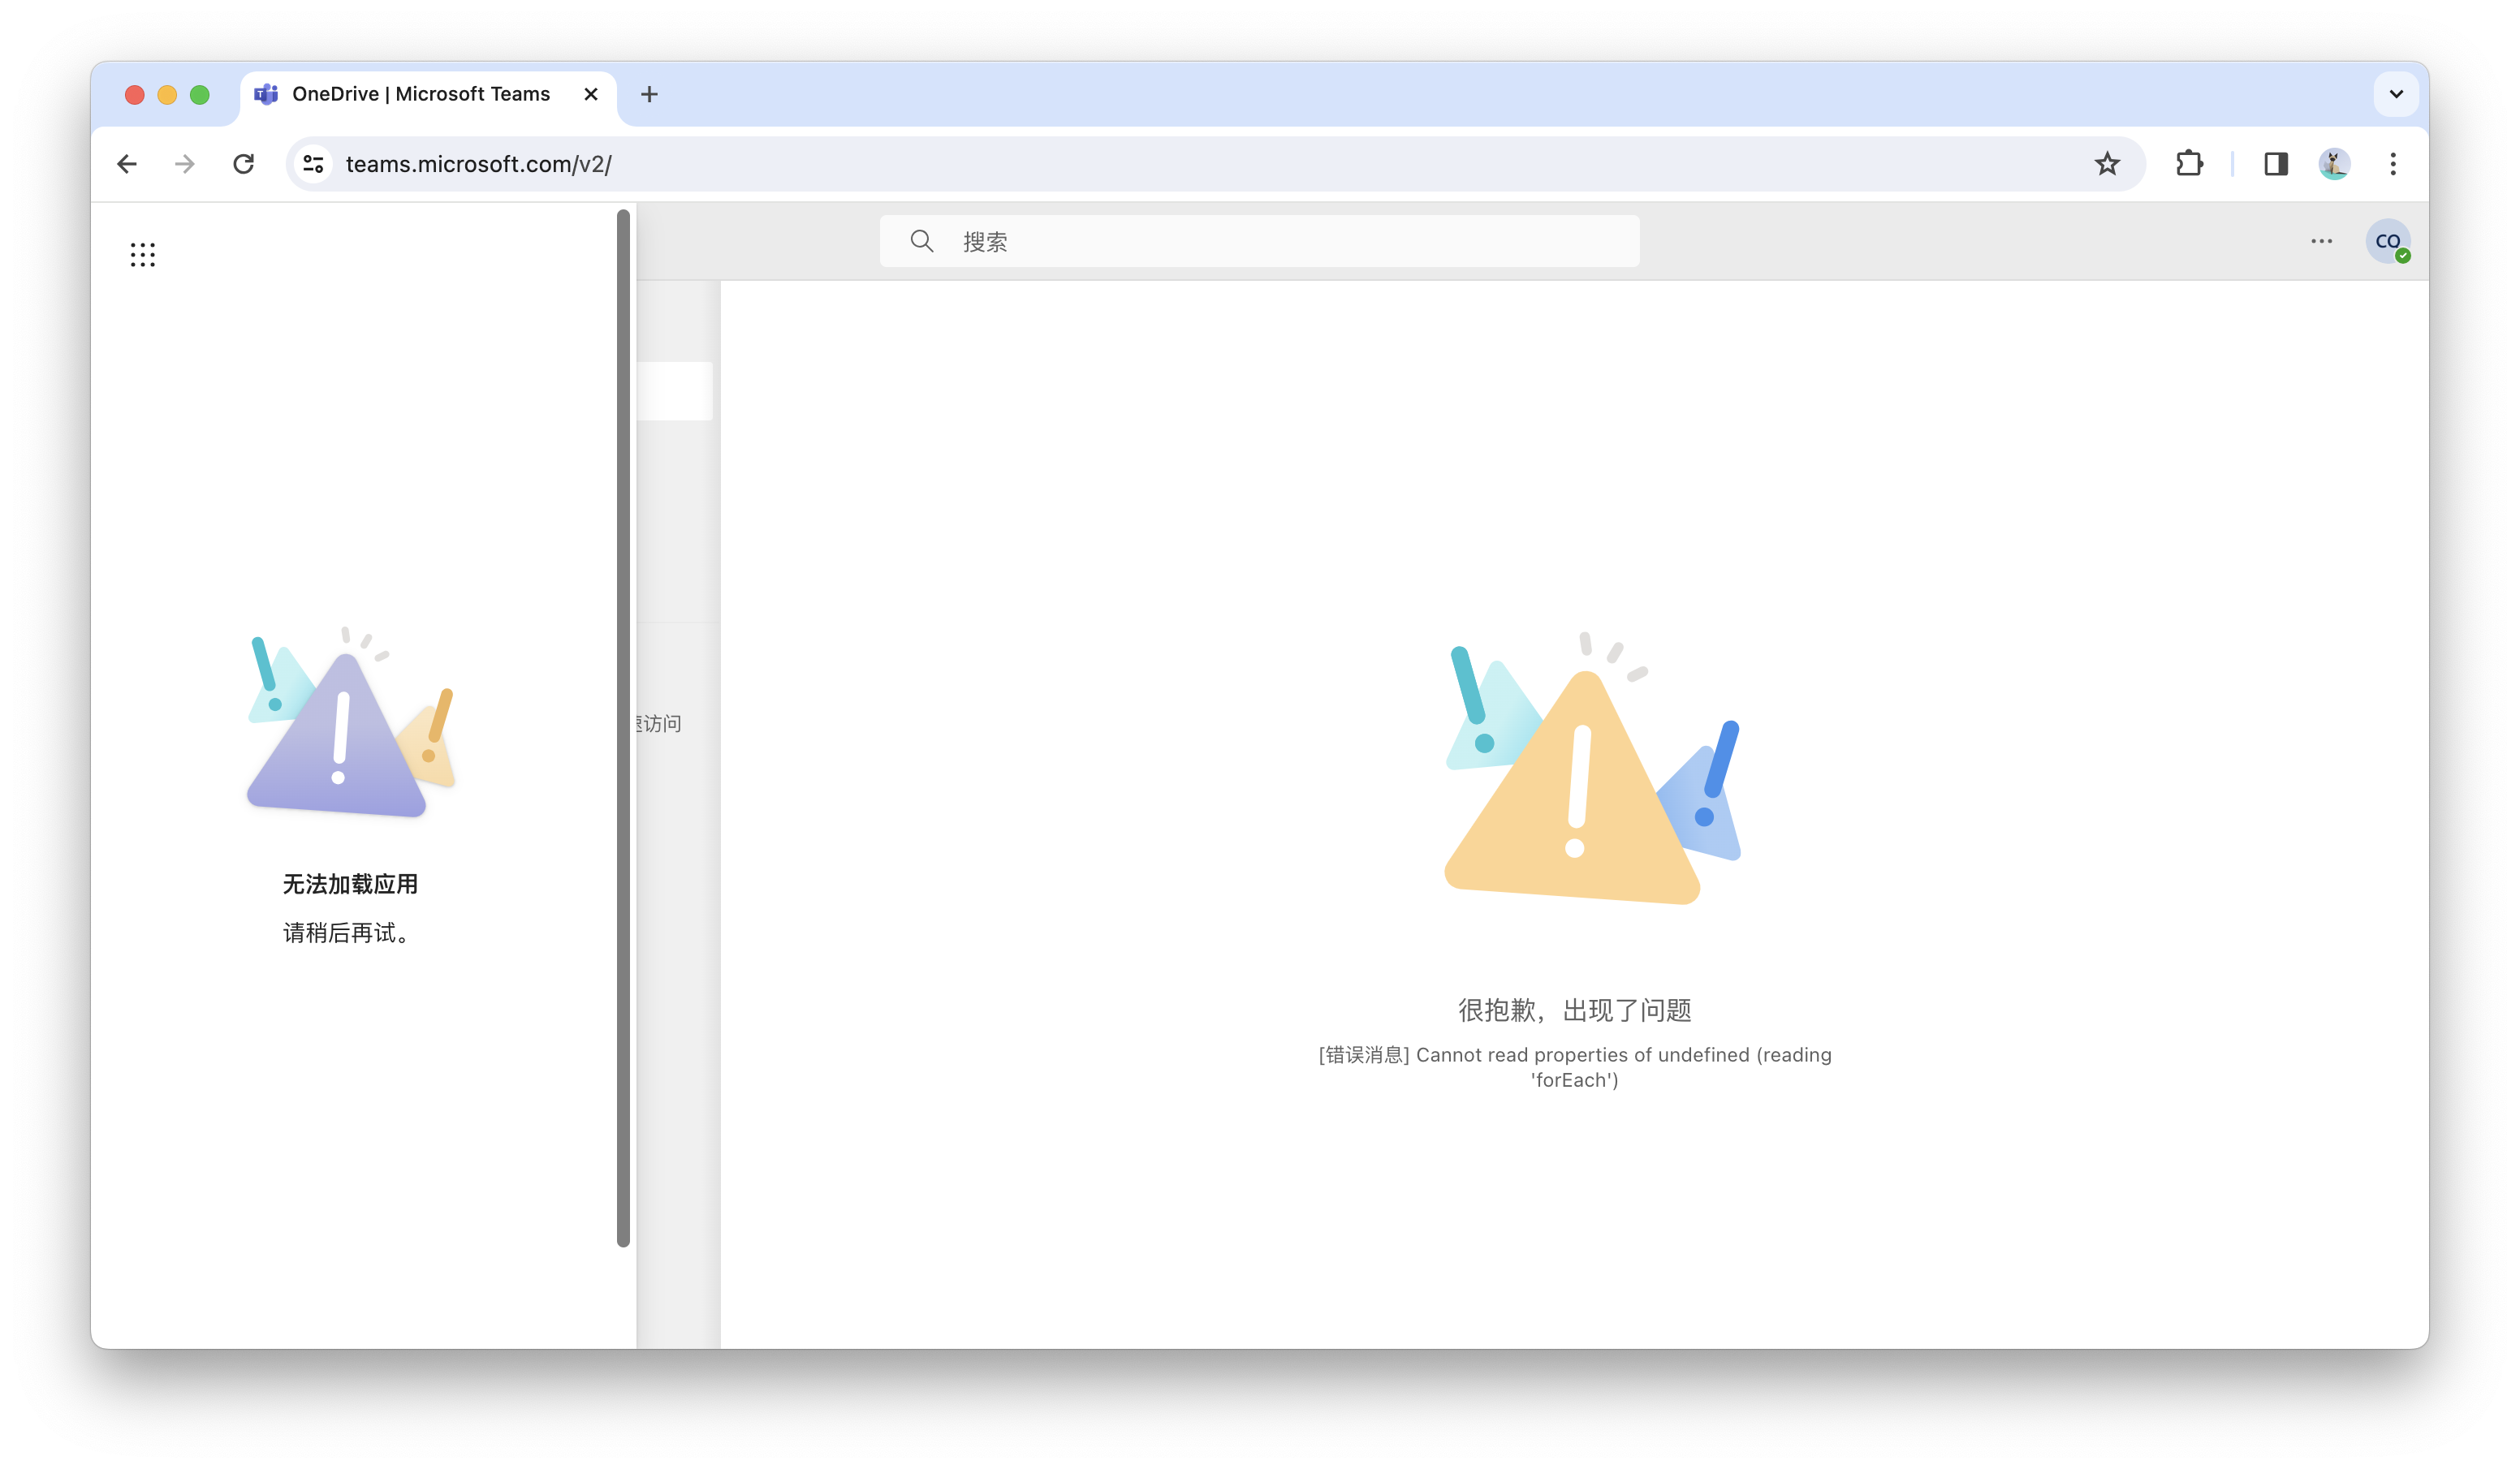 OneDrive | Microsoft Teams
teams.microsoft.com/v2/
搜索
CO
访问
无法加载应用
请稍后再试。
很抱歉，出现了问题
[错误消息] Cannot read properties of undefined (reading
'forEach')